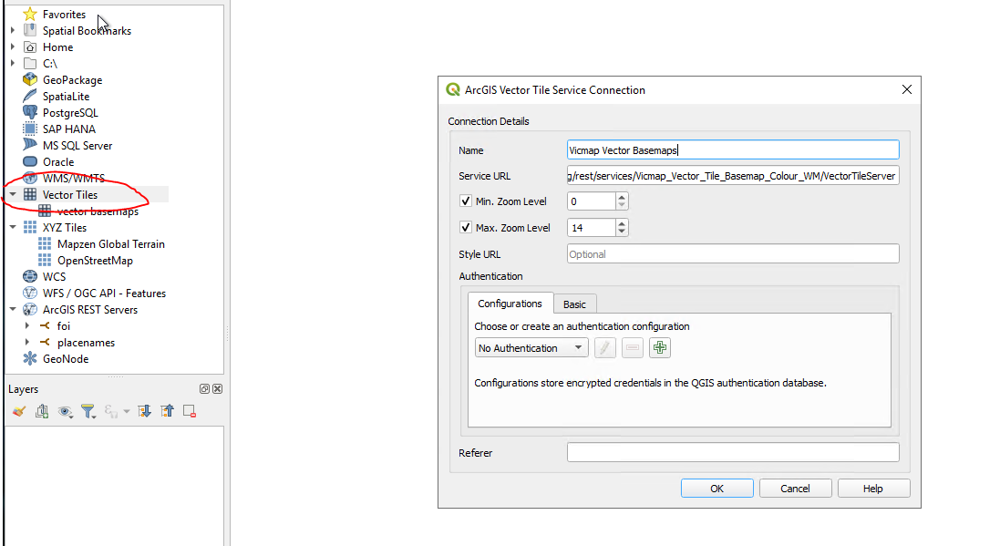 Favorites
Spatial Bookmarks
Home
C:\
GeoPackage
SpatiaLite
PostgreSQL
SAP HANA
MS SQL Server
Oracle
WMS/WMTS
Vector Tiles
vector basemaps
XYZ Tiles
Mapzen Global Terrain
OpenStreetMap
WCS
WFS / OGC API - Features
ArcGIS REST Servers
foi
placenames
GeoNode
Layers
ArcGIS Vector Tile Service Connection
Connection Details
Name Vicmap Vector Basemaps
Service URL g/rest/services/Vicmap_Vector_Tile_Basemap_Colour_WM/VectorTileServer
Min. Zoom Level 0
Max. Zoom Level 14
Style URL Optional
Authentication
Configurations Basic
Choose or create an authentication configuration
No Authentication
Configurations store encrypted credentials in the QGIS authentication database.
Referer
OK Cancel Help